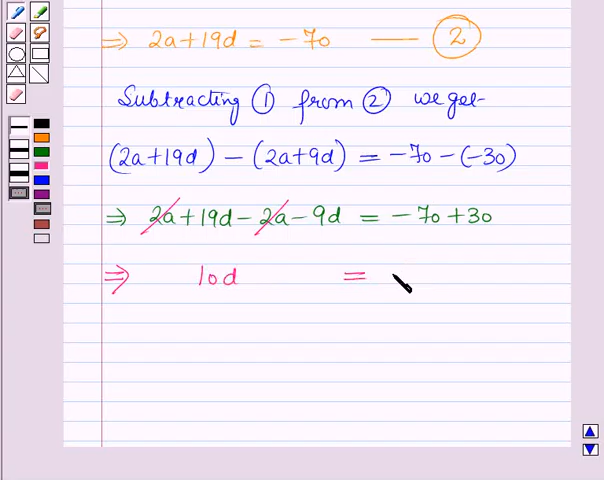 ⇒ 2a+19d = -70 —— ②
Subtracting ① from ② we get-
(2a+19d) - (2a+9d) = -70 - (-30)
⇒ 2a+19d - 2a - 9d = -70 + 30
⇒ 10d =